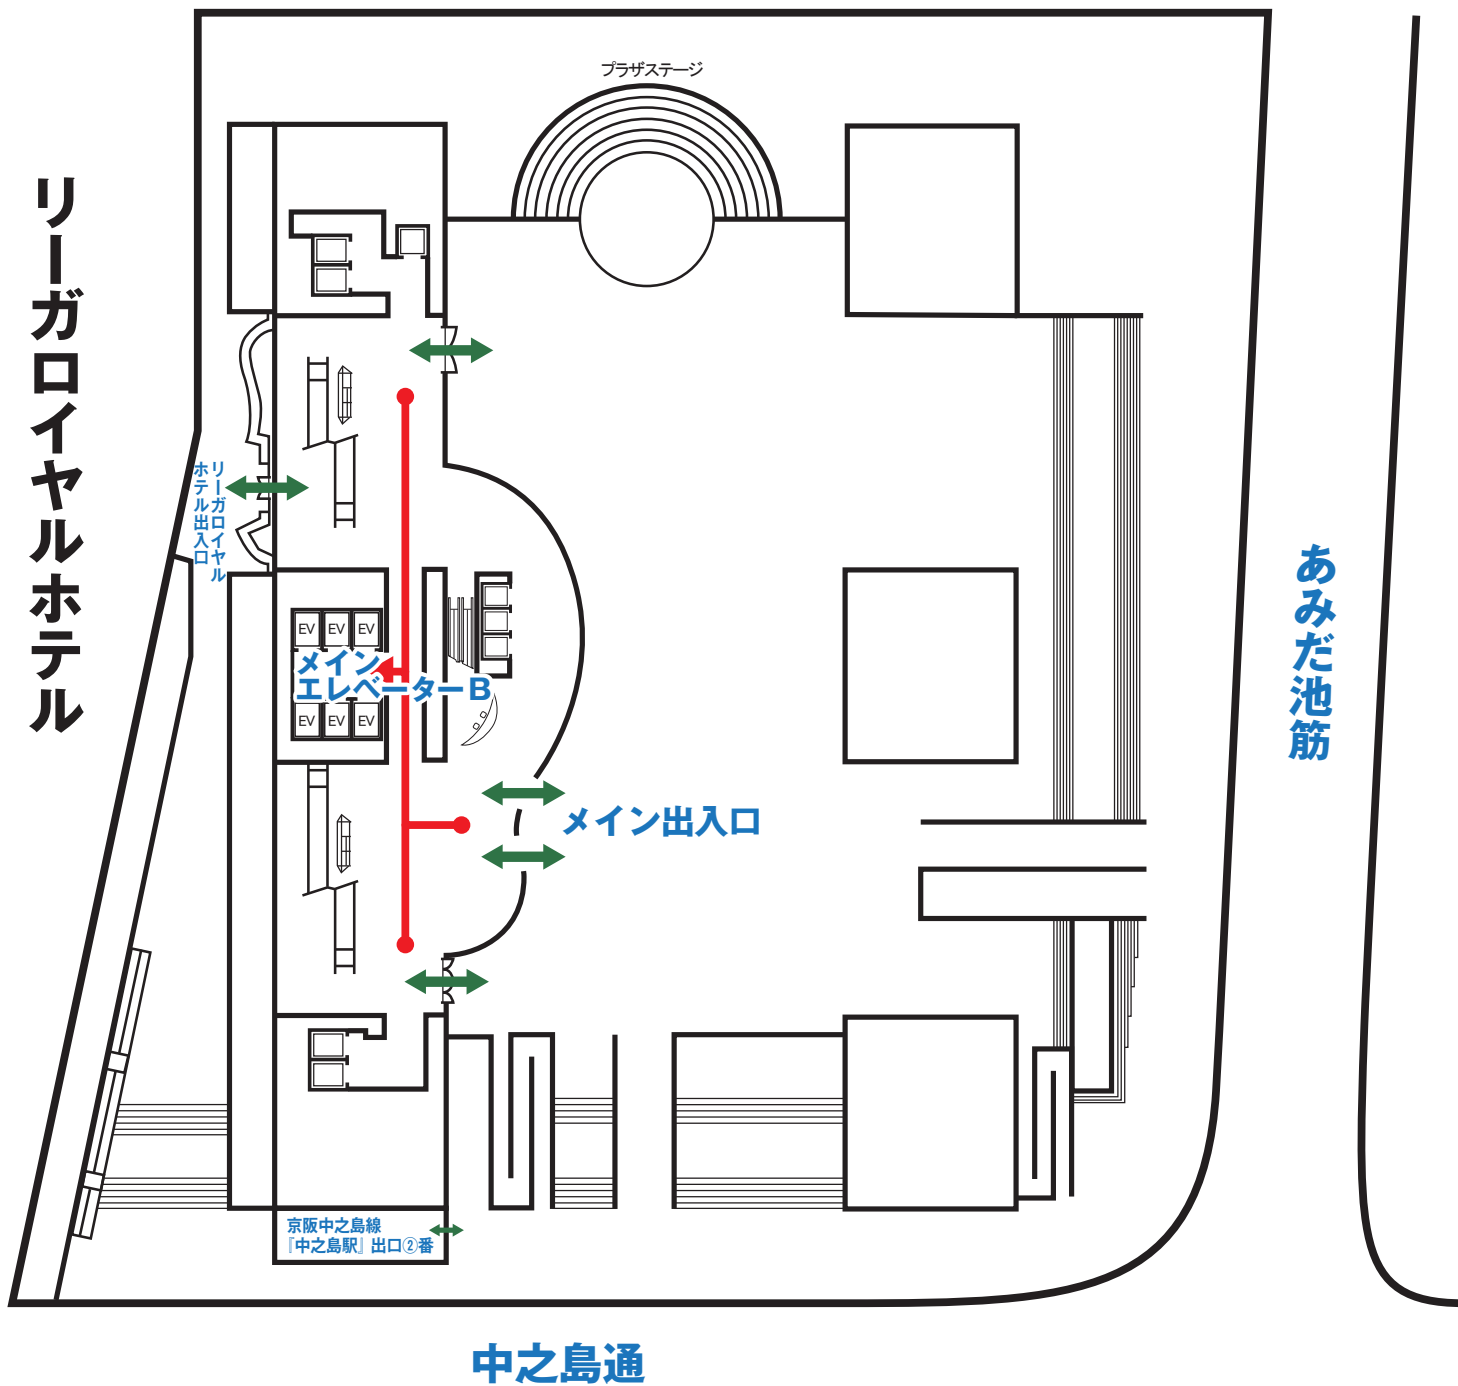 プラザステージ
リーガロイヤルホテル
リーガロイヤル
ホテル出入口
EV EV EV
メイン
エレベーターB
EV EV EV
メイン出入口
あみだ池筋
京阪中之島線
『中之島駅』出口②番
中之島通